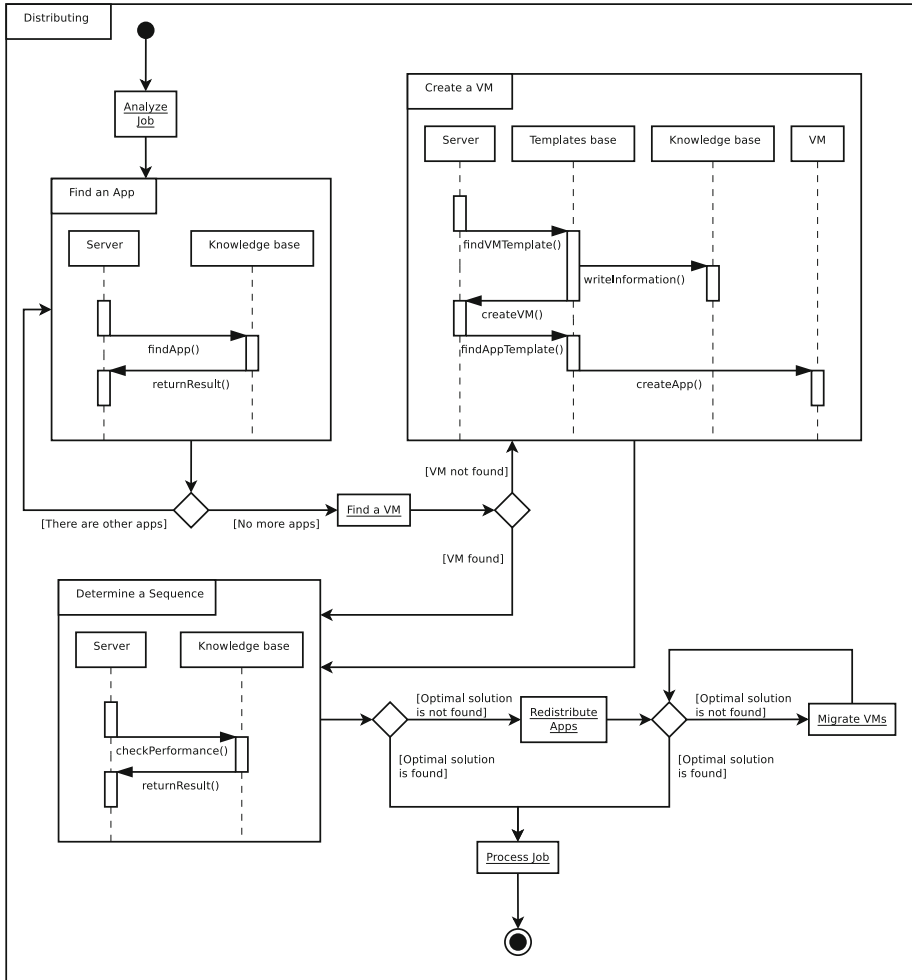 Distributing
Analyze
Job
Find an App
Server
Knowledge base
findApp()
returnResult()
Create a VM
Server
Templates base
Knowledge base
VM
findVMTemplate()
writeInformation()
createVM()
findAppTemplate()
createApp()
[There are other apps]
[No more apps]
Find a VM
[VM not found]
[VM found]
Determine a Sequence
Server
Knowledge base
checkPerformance()
returnResult()
[Optimal solution
is not found]
[Optimal solution
is found]
Redistribute
Apps
[Optimal solution
is not found]
[Optimal solution
is found]
Migrate VMs
Process Job